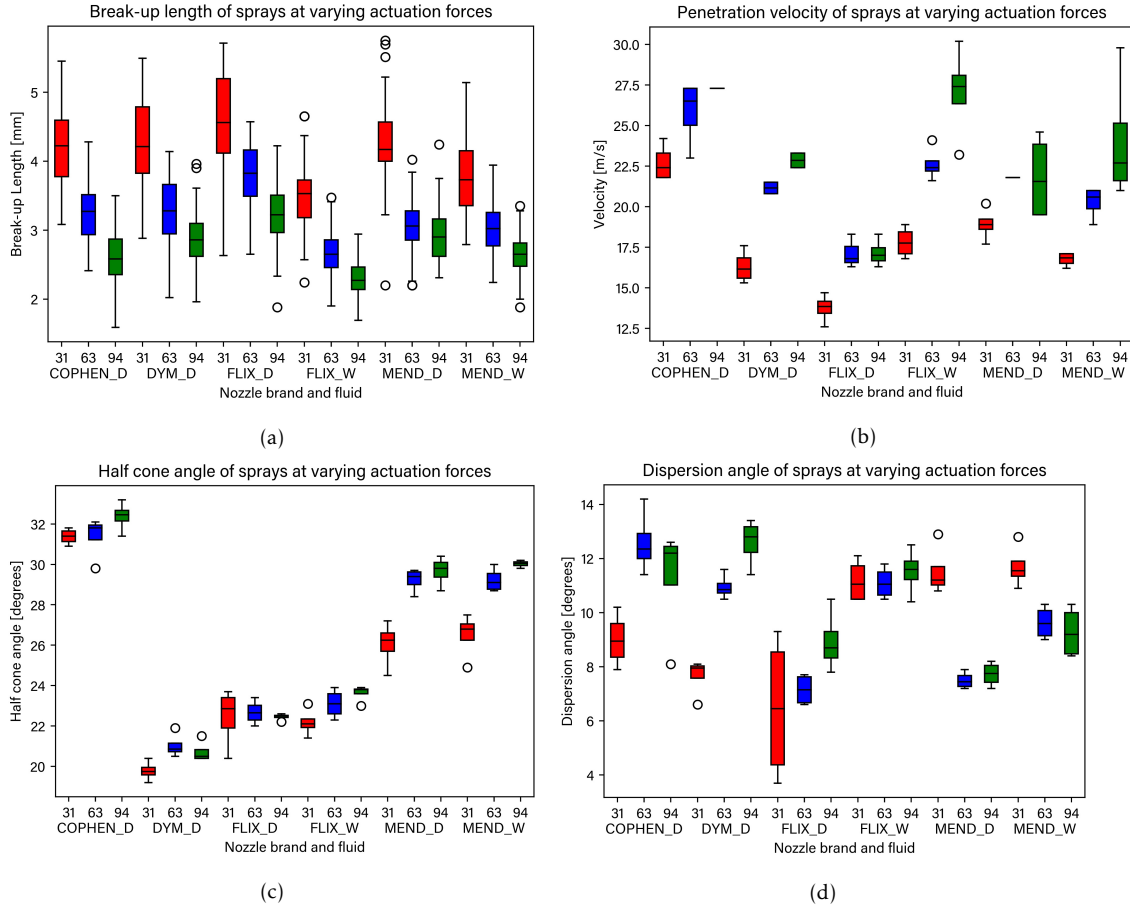 Break-up length of sprays at varying actuation forces
Break-up Length [mm]
5
4
3
2
31 63 94 31 63 94 31 63 94 31 63 94 31 63 94 31 63 94
COPHEN_D DYM_D FLIX_D FLIX_W MEND_D MEND_W
Nozzle brand and fluid
(a)
Penetration velocity of sprays at varying actuation forces
Velocity [m/s]
30.0
27.5
25.0
22.5
20.0
17.5
15.0
12.5
31 63 94 31 63 94 31 63 94 31 63 94 31 63 94 31 63 94
COPHEN_D DYM_D FLIX_D FLIX_W MEND_D MEND_W
Nozzle brand and fluid
(b)
Half cone angle of sprays at varying actuation forces
Half cone angle [degrees]
32
30
28
26
24
22
20
31 63 94 31 63 94 31 63 94 31 63 94 31 63 94 31 63 94
COPHEN_D DYM_D FLIX_D FLIX_W MEND_D MEND_W
Nozzle brand and fluid
(c)
Dispersion angle of sprays at varying actuation forces
Dispersion angle [degrees]
14
12
10
8
6
4
31 63 94 31 63 94 31 63 94 31 63 94 31 63 94 31 63 94
COPHEN_D DYM_D FLIX_D FLIX_W MEND_D MEND_W
Nozzle brand and fluid
(d)